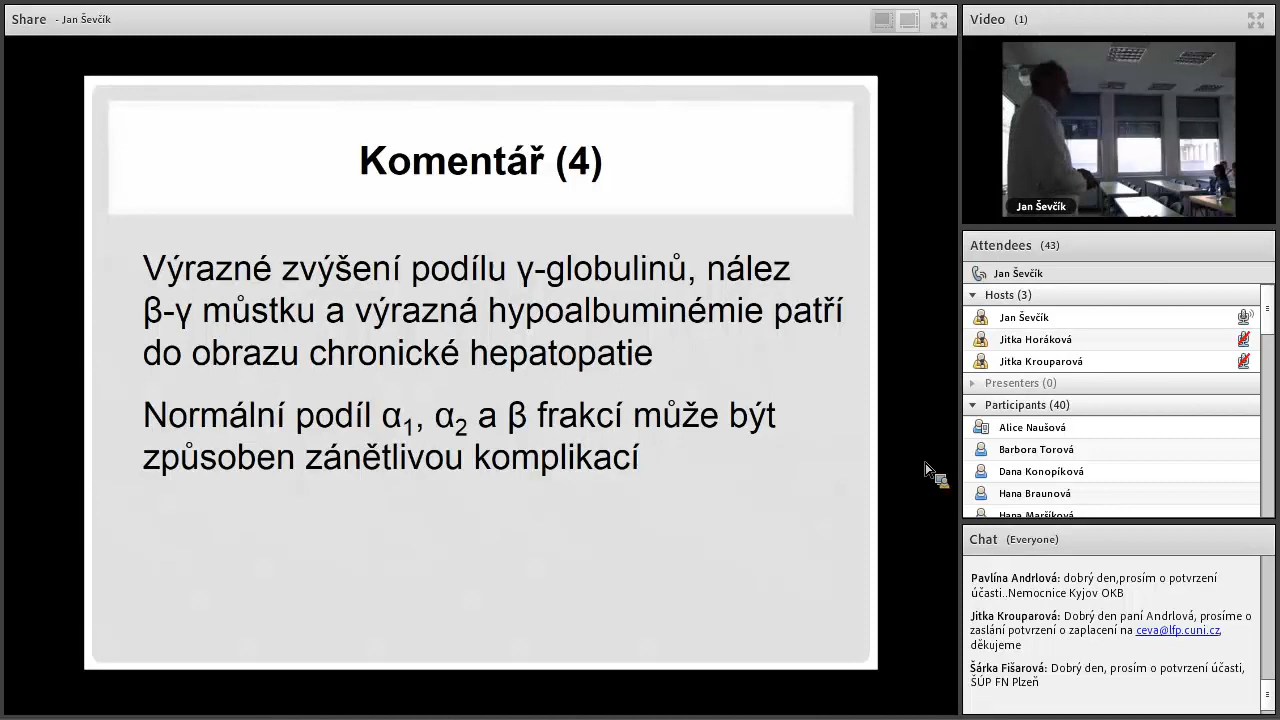 Share - Jan Ševčík
Komentář (4)
Výrazné zvýšení podílu γ-globulinů, nález
β-γ můstku a výrazná hypoalbuminémie patří
do obrazu chronické hepatopatie
Normální podíl α₁, α₂ a β frakcí může být
způsoben zánětlivou komplikací
Video (1)
Jan Ševčík
Attendees (43)
Jan Ševčík
Hosts (3)
Jan Ševčík
Jitka Horáková
Jitka Krouparová
Presenters (0)
Participants (40)
Alice Naušová
Barbora Torová
Dana Konopíková
Hana Braunová
Hana Maršíková
Chat (Everyone)
Pavlína Andrlová: dobrý den,prosím o potvrzení
účasti..Nemocnice Kyjov OKB
Jitka Krouparová: Dobrý den paní Andrlová, prosíme o
zaslání potvrzení o zaplacení na ceva@lfp.cuni.cz,
děkujeme
Šárka Fišarová: Dobrý den, prosím o potvrzení účasti,
ŠÚP FN Plzeň